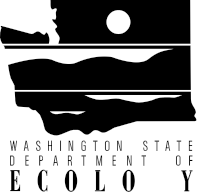 WASHINGTON STATE
DEPARTMENT OF
ECOLO Y